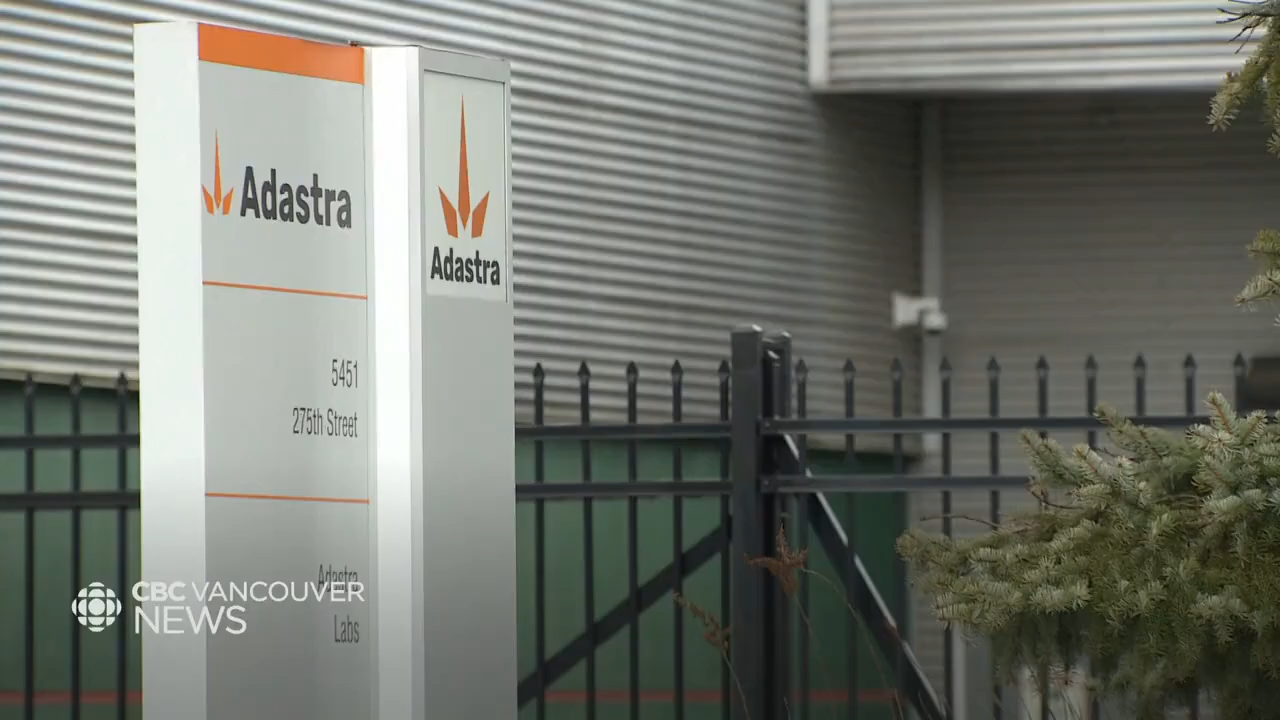 Adastra
Adastra
5451
275th Street
Adastra
Labs
CBC VANCOUVER
NEWS